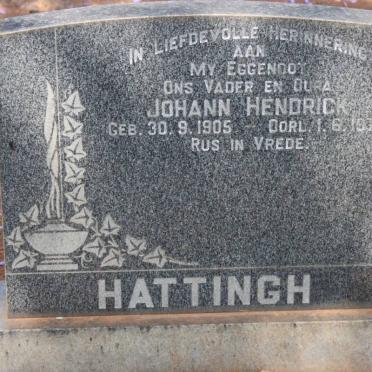 IN LIEFDEVOLLE HERINNERING
AAN
MY EGGENOOT
ONS VADER EN OUPA
JOHANN HENDRICK
GEB. 30.9.1905 – OORL. 1.6.
RUS IN VREDE.
HATTINGH